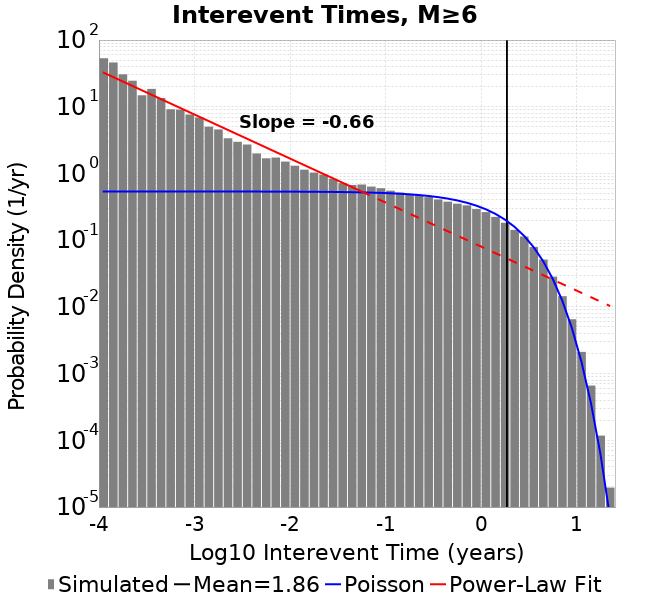 Interevent Times, M≥6
10^2
10^1
10^0
10^-1
10^-2
10^-3
10^-4
10^-5
Probability Density (1/yr)
Slope = -0.66
-4 -3 -2 -1 0 1
Log10 Interevent Time (years)
Simulated Mean=1.86 Poisson Power-Law Fit